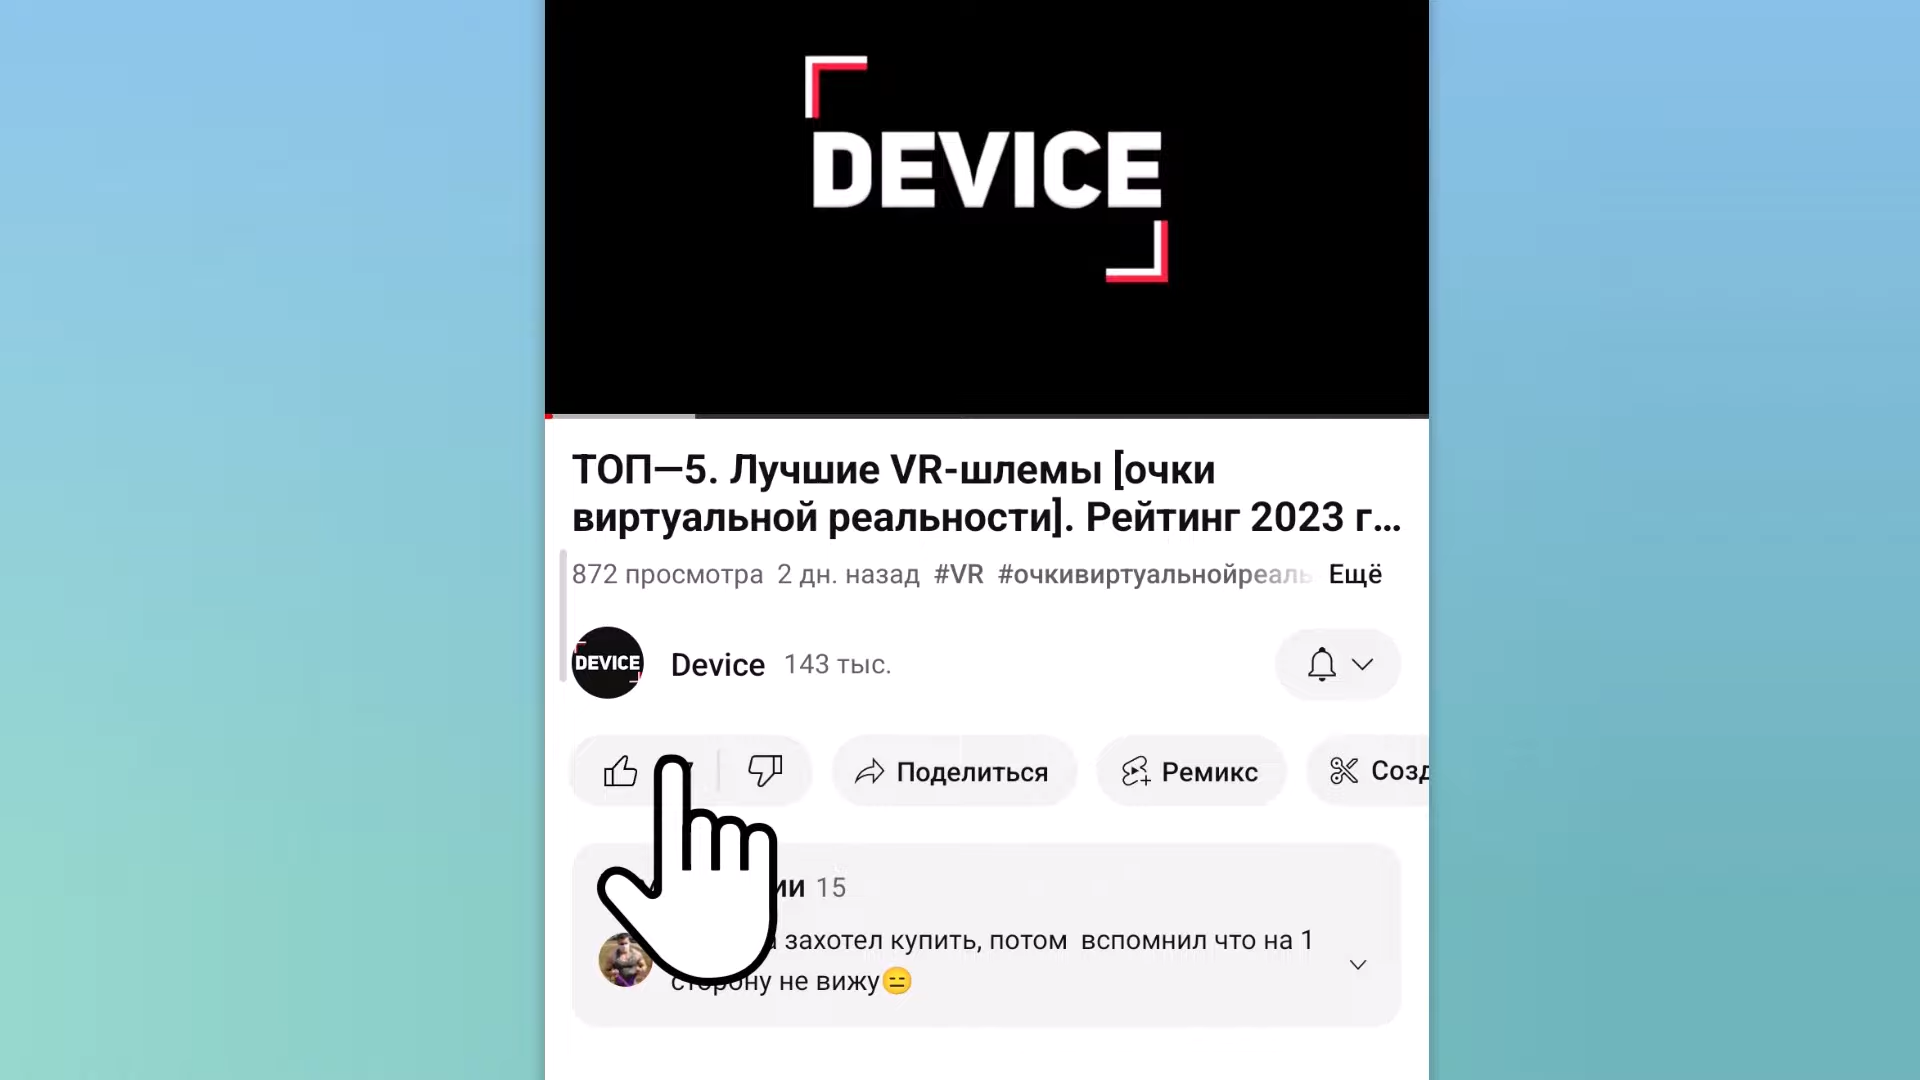 DEVICE
ТОП—5. Лучшие VR-шлемы [очки
виртуальной реальности]. Рейтинг 2023 г...
872 просмотра 2 дн. назад #VR #очкивиртуальнойреаль Ещё
DEVICE
Device 143 тыс.
Поделиться Ремикс Созд
ии 15
захотел купить, потом вспомнил что на 1
сторону не вижу😑